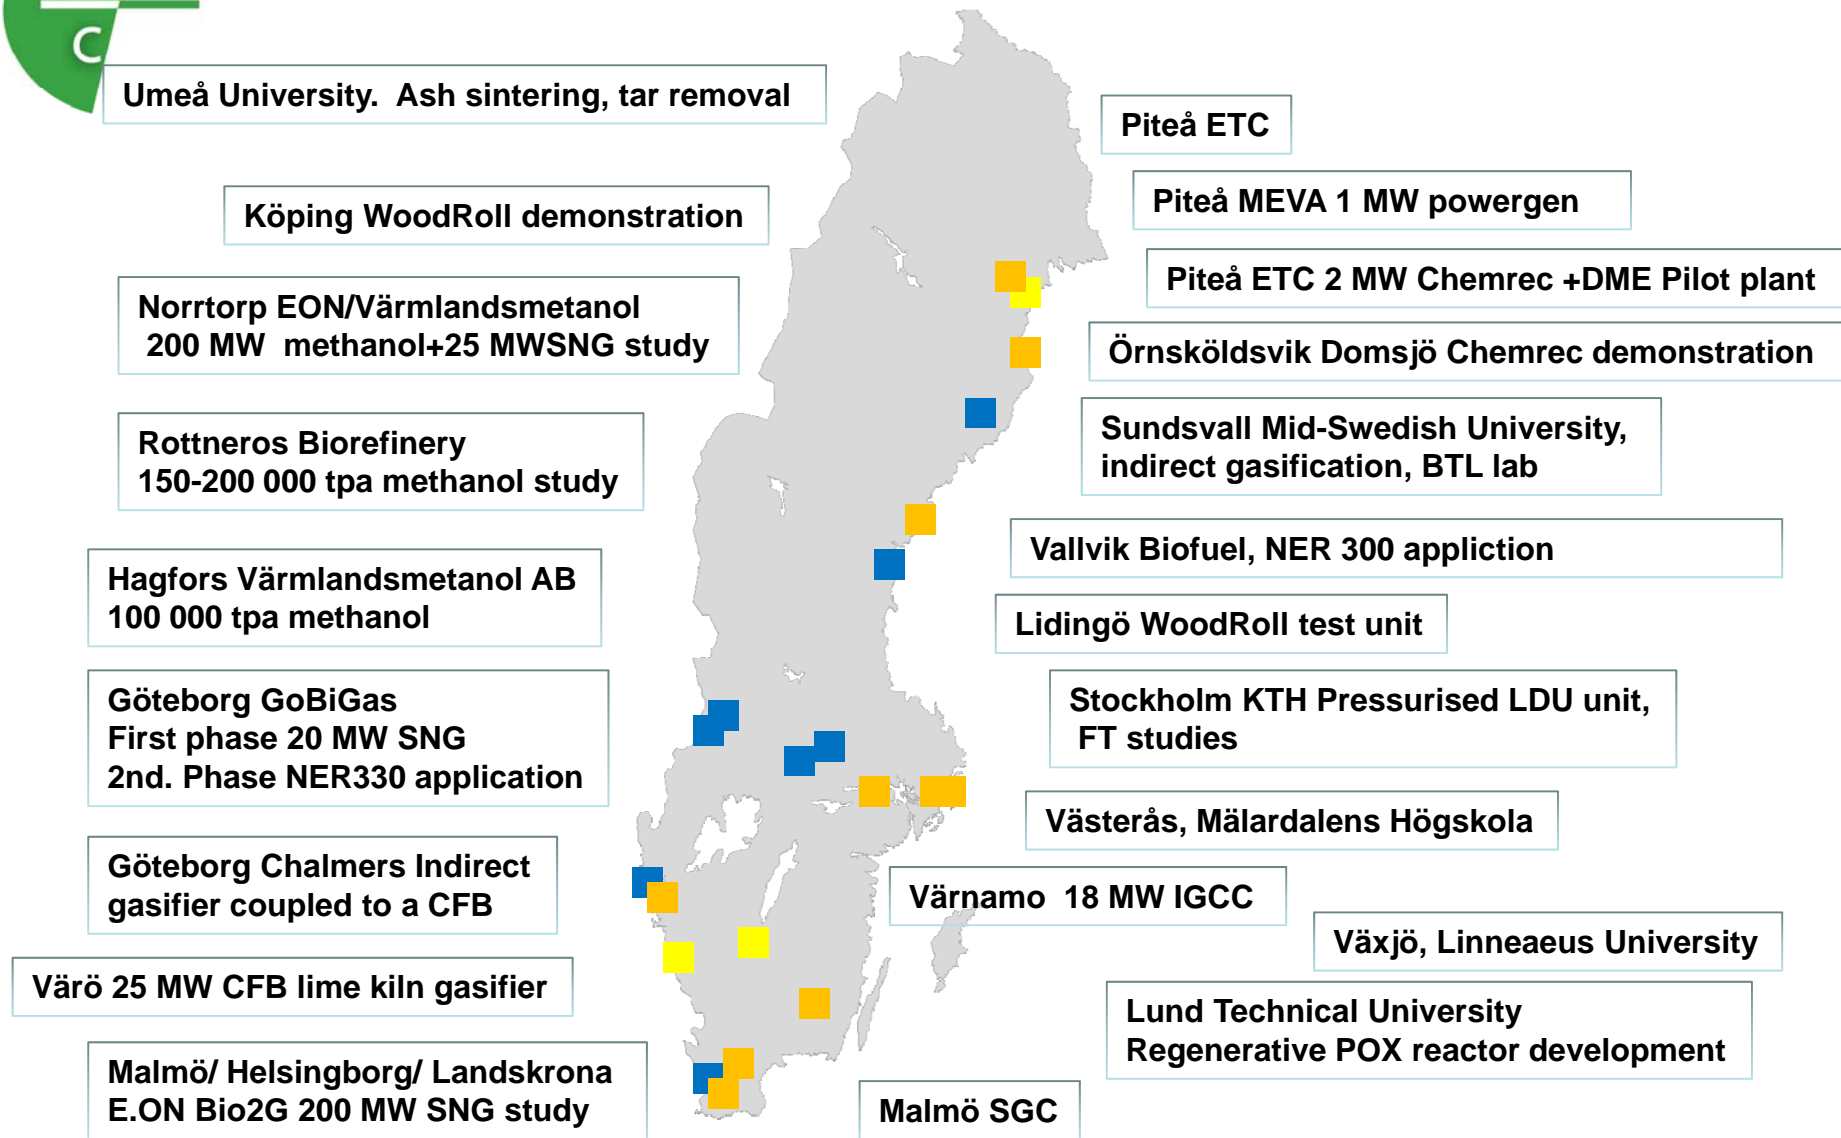 C
Umeå University.  Ash sintering, tar removal
Piteå ETC
Köping WoodRoll demonstration
Piteå MEVA 1 MW powergen
Piteå ETC 2 MW Chemrec +DME Pilot plant
Norrtorp EON/Värmlandsmetanol
200 MW  methanol+25 MWSNG study
Örnsköldsvik Domsjö Chemrec demonstration
Rottneros Biorefinery
150-200 000 tpa methanol study
Sundsvall Mid-Swedish University,
indirect gasification, BTL lab
Vallvik Biofuel, NER 300 appliction
Hagfors Värmlandsmetanol AB
100 000 tpa methanol
Lidingö WoodRoll test unit
Göteborg GoBiGas
First phase 20 MW SNG
2nd. Phase NER330 application
Stockholm KTH Pressurised LDU unit,
FT studies
Västerås, Mälardalens Högskola
Göteborg Chalmers Indirect
gasifier coupled to a CFB
Värnamo  18 MW IGCC
Växjö, Linneaeus University
Värö 25 MW CFB lime kiln gasifier
Lund Technical University
Regenerative POX reactor development
Malmö/ Helsingborg/ Landskrona
E.ON Bio2G 200 MW SNG study
Malmö SGC